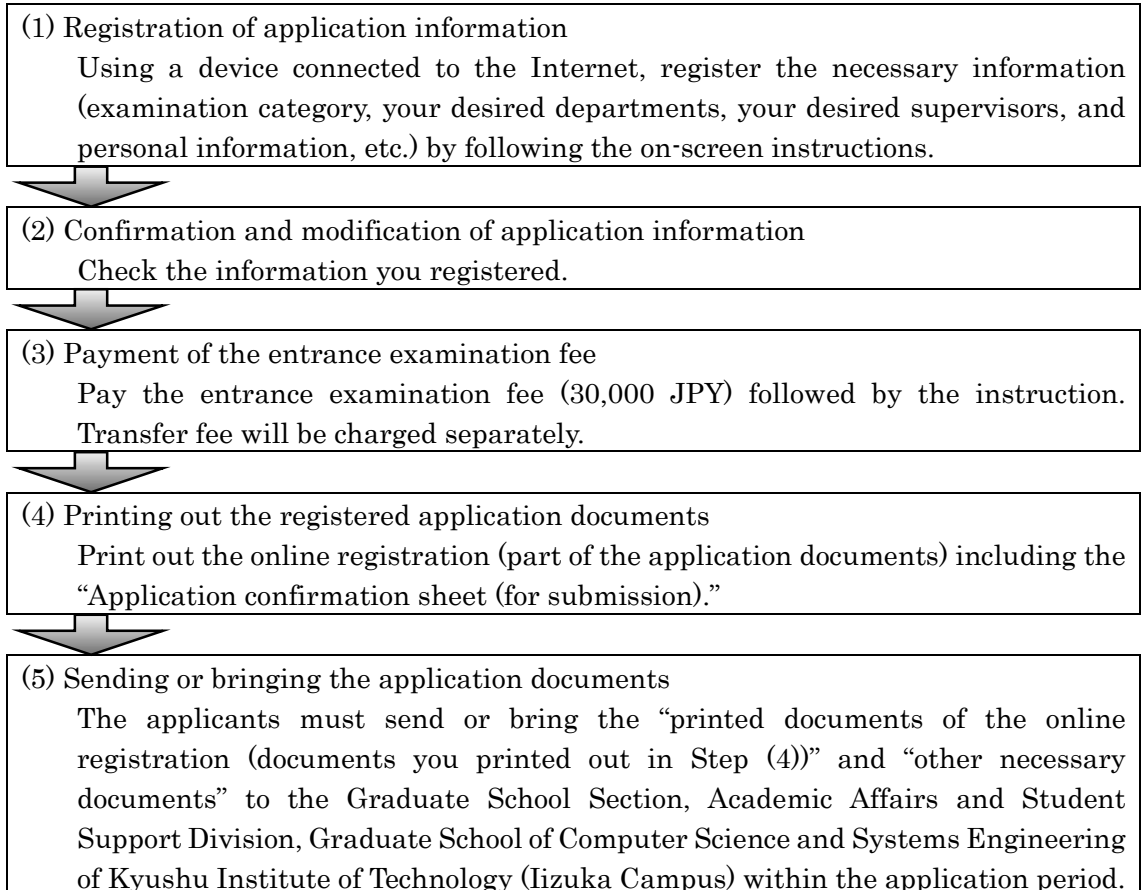 (1) Registration of application information
Using a device connected to the Internet, register the necessary information
(examination category, your desired departments, your desired supervisors, and
personal information, etc.) by following the on-screen instructions.
(2) Confirmation and modification of application information
Check the information you registered.
(3) Payment of the entrance examination fee
Pay the entrance examination fee (30,000 JPY) followed by the instruction.
Transfer fee will be charged separately.
(4) Printing out the registered application documents
Print out the online registration (part of the application documents) including the
“Application confirmation sheet (for submission).”
(5) Sending or bringing the application documents
The applicants must send or bring the “printed documents of the online
registration (documents you printed out in Step (4))” and “other necessary
documents” to the Graduate School Section, Academic Affairs and Student
Support Division, Graduate School of Computer Science and Systems Engineering
of Kyushu Institute of Technology (Iizuka Campus) within the application period.